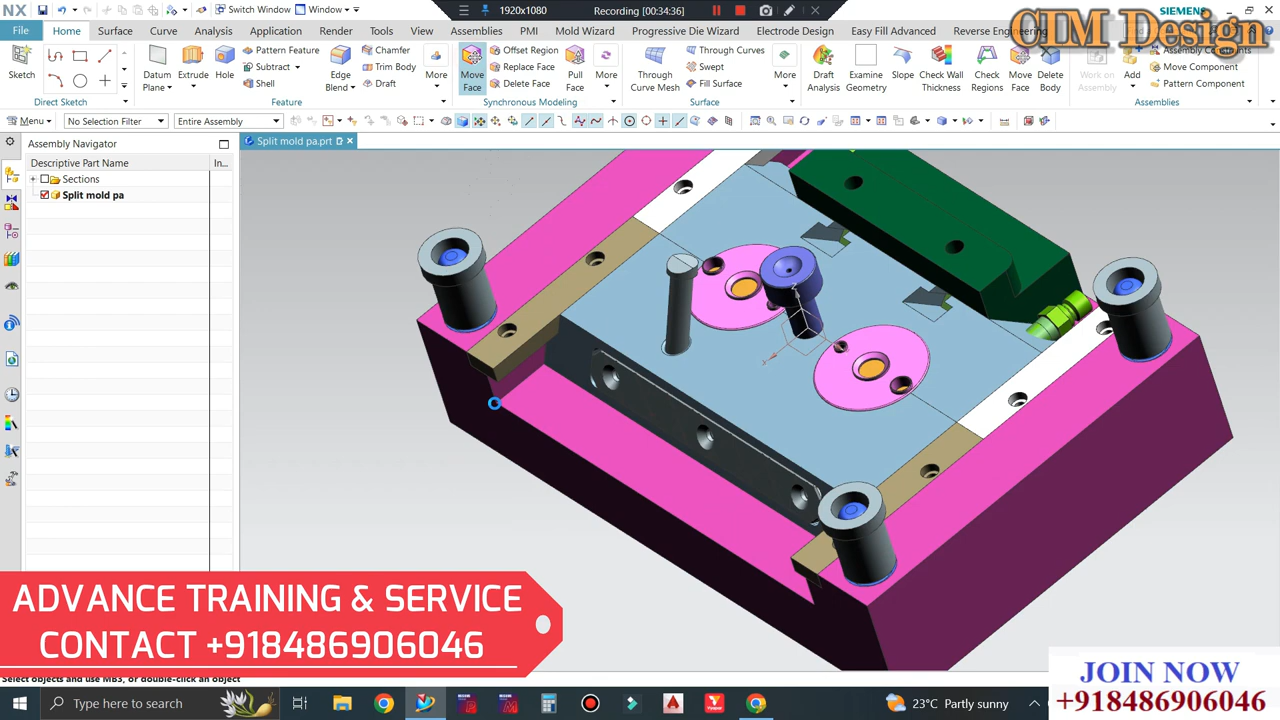 NX
Switch Window
Window
1920x1080
Recording [00:34:36]
SIEMENS
CIM Design
File
Home
Surface
Curve
Analysis
Application
Render
Tools
View
Assemblies
PMI
Mold Wizard
Progressive Die Wizard
Electrode Design
Easy Fill Advanced
Reverse Engineering
Sketch
Direct Sketch
Datum Plane
Extrude
Hole
Pattern Feature
Subtract
Shell
Edge Blend
Chamfer
Trim Body
Draft
More
Feature
Move Face
Offset Region
Replace Face
Delete Face
Pull Face
More
Synchronous Modeling
Through Curve Mesh
Through Curves
Swept
Fill Surface
More
Surface
Draft Analysis
Examine Geometry
Slope
Check Wall Thickness
Check Regions
Move Face
Delete Body
Work on Assembly
Add
Assembly Constraints
Move Component
Pattern Component
Assemblies
Menu
No Selection Filter
Entire Assembly
Assembly Navigator
Split mold pa.prt
Descriptive Part Name
In...
Sections
Split mold pa
ADVANCE TRAINING & SERVICE
CONTACT +918486906046
Select objects and use MB3, or double-click an object
JOIN NOW
+918486906046
Type here to search
23°C Partly sunny